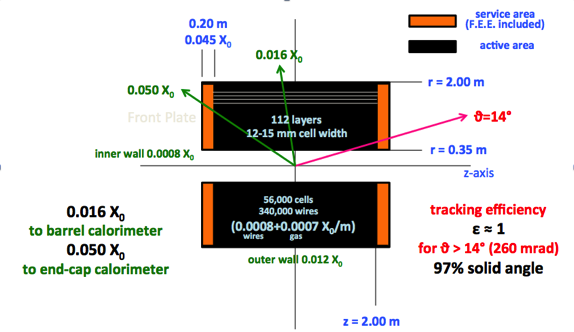 service area
(F.E.E. included)
active area
0.20 m
0.045 X₀
0.016 X₀
0.050 X₀
r = 2.00 m
Front Plate
112 layers
12-15 mm cell width
ϑ=14°
inner wall 0.0008 X₀
r = 0.35 m
z-axis
56,000 cells
340,000 wires
(0.0008+0.0007 X₀/m)
wires gas
outer wall 0.012 X₀
0.016 X₀
to barrel calorimeter
0.050 X₀
to end-cap calorimeter
tracking efficiency
ε ≈ 1
for ϑ > 14° (260 mrad)
97% solid angle
z = 2.00 m